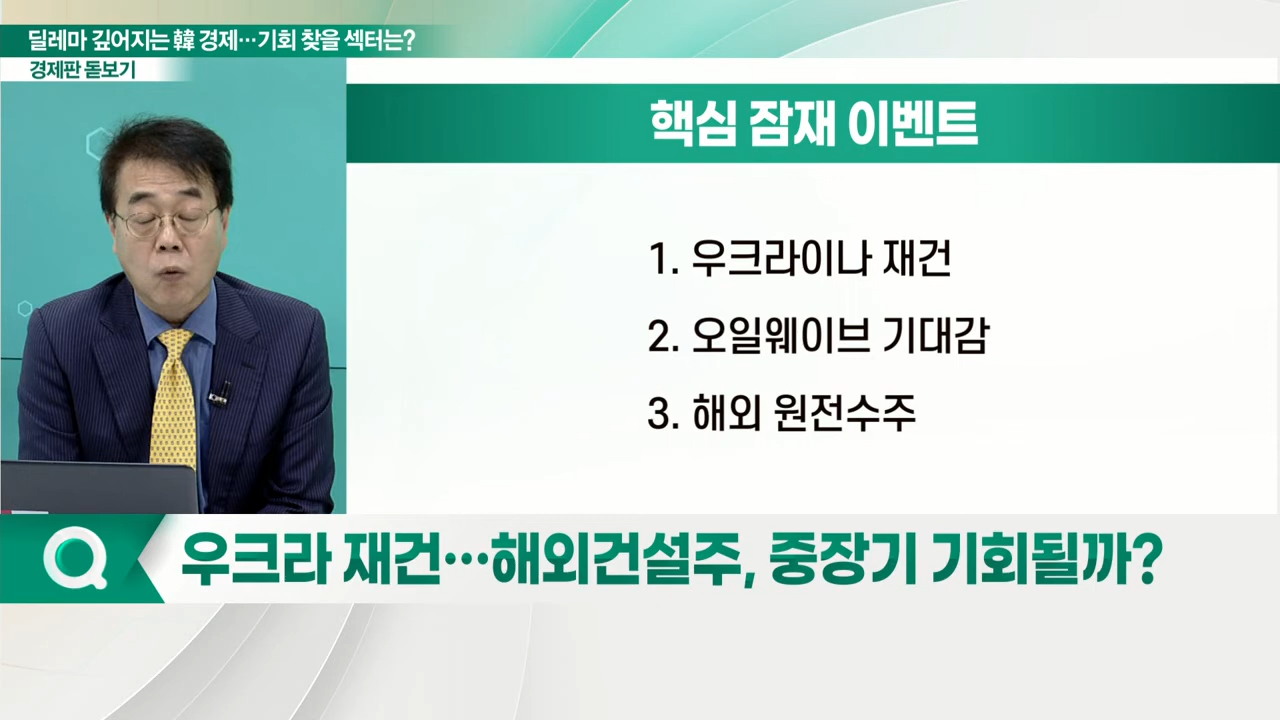 딜레마 깊어지는 韓 경제…기회 찾을 섹터는?
경제판 돋보기
핵심 잠재 이벤트
1. 우크라이나 재건
2. 오일웨이브 기대감
3. 해외 원전수주
우크라 재건…해외건설주, 중장기 기회될까?